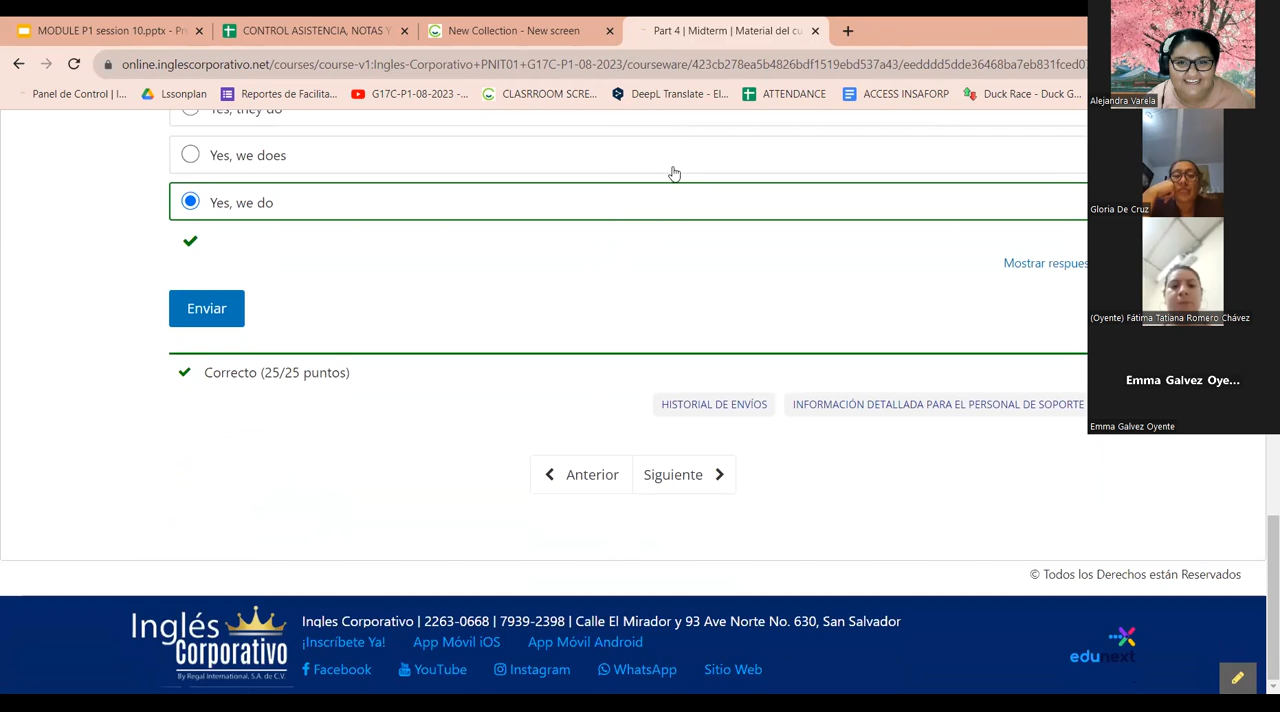 MODULE P1 session 10.pptx - Pr
CONTROL ASISTENCIA, NOTAS Y
New Collection - New screen
Part 4 | Midterm | Material del cu
online.inglescorporativo.net/courses/course-v1:Ingles-Corporativo+PNIT01+G17C-P1-08-2023/courseware/423cb278ea5b4826bdf1519ebd537a43/eedddd5dde36468ba7eb831fced07
Panel de Control | I...
Lssonplan
Reportes de Facilita...
G17C-P1-08-2023 -...
CLASRROOM SCRE...
DeepL Translate - El...
ATTENDANCE
ACCESS INSAFORP
Duck Race - Duck G...
Yes, they do
Yes, we does
Yes, we do
Mostrar respues
Enviar
Correcto (25/25 puntos)
HISTORIAL DE ENVÍOS
INFORMACIÓN DETALLADA PARA EL PERSONAL DE SOPORTE
Anterior
Siguiente
© Todos los Derechos están Reservados
Inglés
Corporativo
By Regal International, S.A. de C.V.
Ingles Corporativo | 2263-0668 | 7939-2398 | Calle El Mirador y 93 Ave Norte No. 630, San Salvador
¡Inscríbete Ya!
App Móvil iOS
App Móvil Android
Facebook
YouTube
Instagram
WhatsApp
Sitio Web
edunext
Alejandra Varela
Gloria De Cruz
(Oyente) Fátima Tatiana Romero Chávez
Emma Galvez Oye...
Emma Galvez Oyente